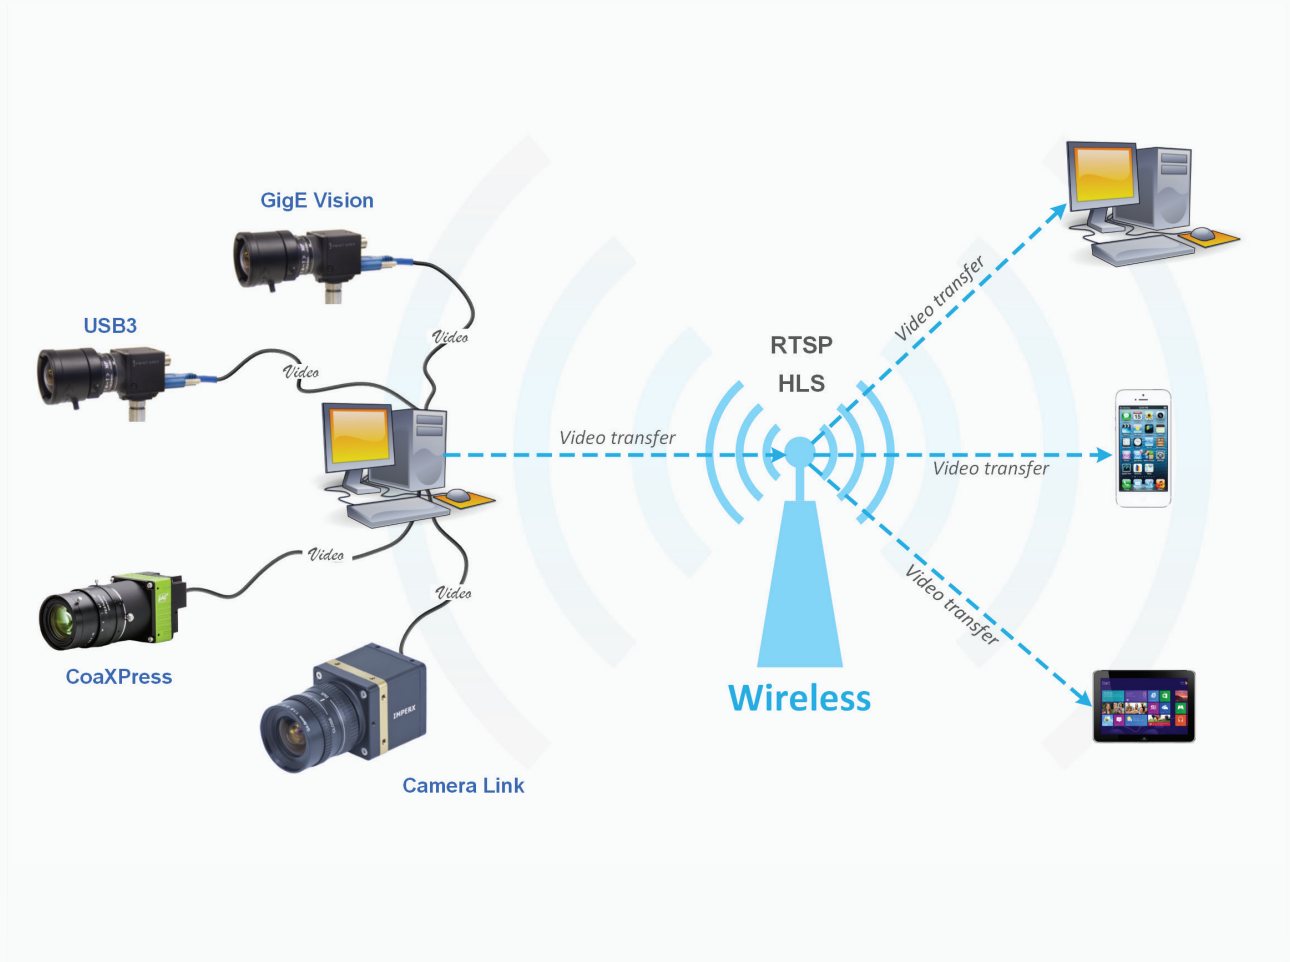 GigE Vision
USB3
Video
Video
RTSP
HLS
Video transfer
Video transfer
Video transfer
Video transfer
Video
Video
CoaXPress
IMPERX
Camera Link
Wireless